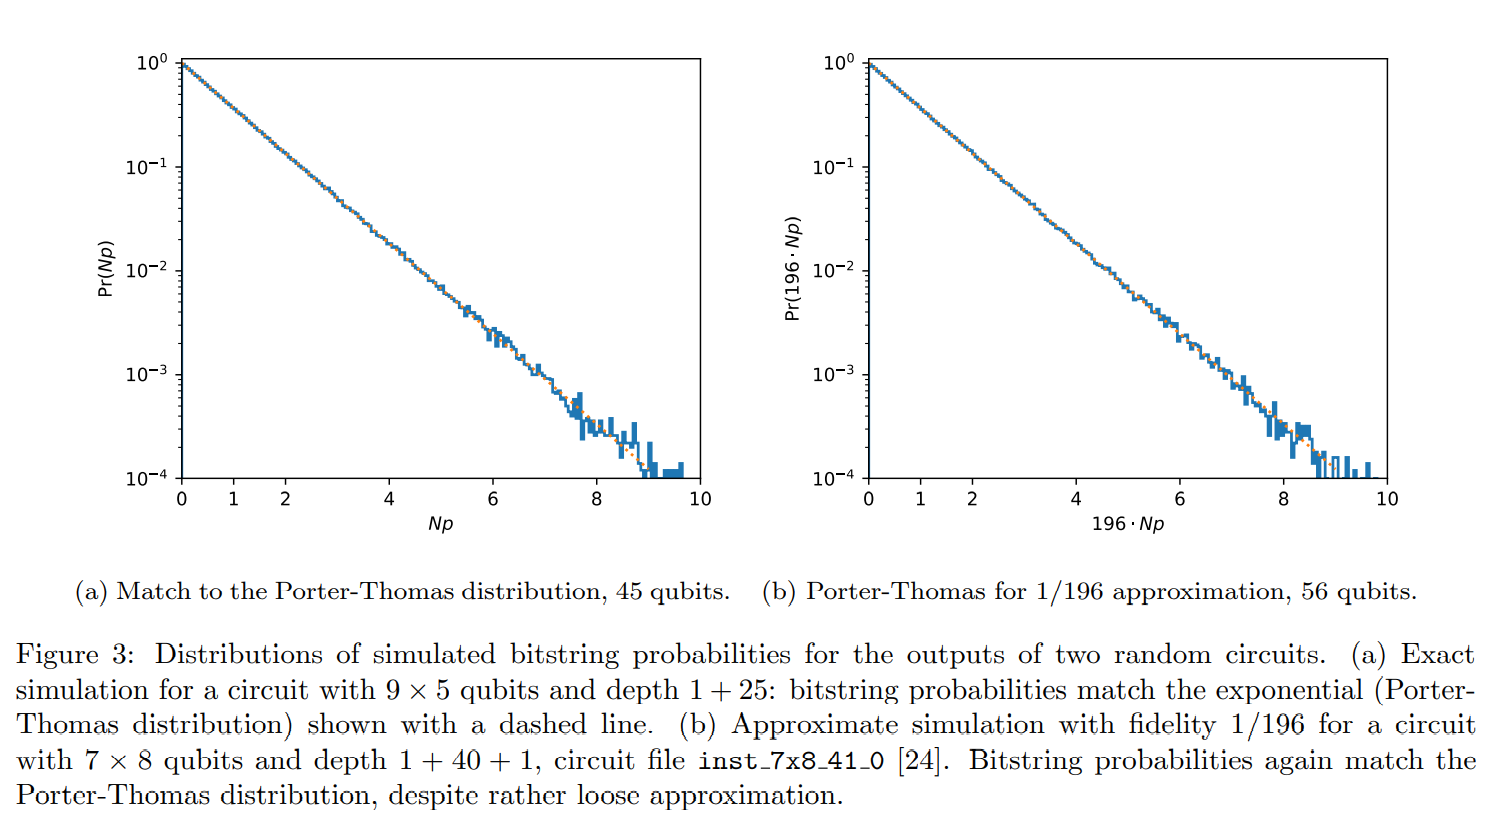 10⁰
10⁻¹
10⁻²
10⁻³
10⁻⁴
Pr(Np)
0 1 2 4 6 8 10
Np
10⁰
10⁻¹
10⁻²
10⁻³
10⁻⁴
Pr(196 · Np)
0 1 2 4 6 8 10
196 · Np
(a) Match to the Porter-Thomas distribution, 45 qubits.
(b) Porter-Thomas for 1/196 approximation, 56 qubits.
Figure 3: Distributions of simulated bitstring probabilities for the outputs of two random circuits. (a) Exact
simulation for a circuit with 9 × 5 qubits and depth 1 + 25: bitstring probabilities match the exponential (Porter-
Thomas distribution) shown with a dashed line. (b) Approximate simulation with fidelity 1/196 for a circuit
with 7 × 8 qubits and depth 1 + 40 + 1, circuit file inst_7x8_41_0 [24]. Bitstring probabilities again match the
Porter-Thomas distribution, despite rather loose approximation.